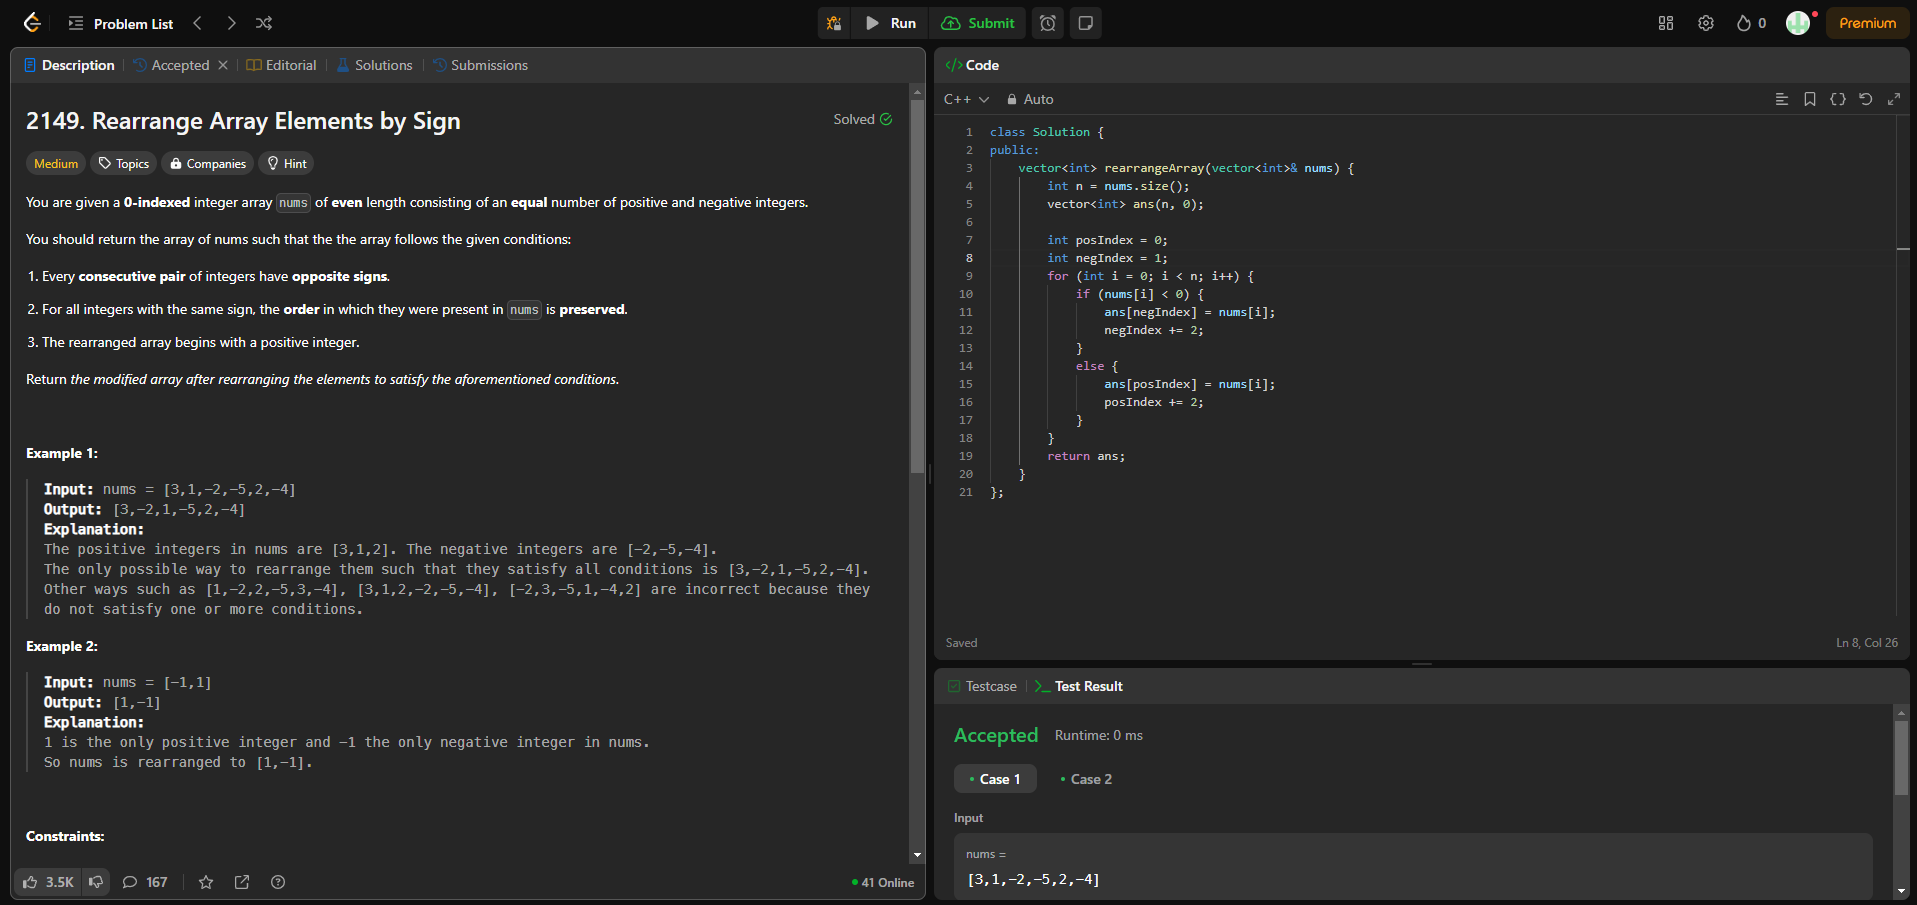 Problem List
Run
Submit
0
Premium
Description
Accepted
Editorial
Solutions
Submissions
2149. Rearrange Array Elements by Sign
Solved
Medium
Topics
Companies
Hint
You are given a 0-indexed integer array nums of even length consisting of an equal number of positive and negative integers.
You should return the array of nums such that the the array follows the given conditions:
1. Every consecutive pair of integers have opposite signs.
2. For all integers with the same sign, the order in which they were present in nums is preserved.
3. The rearranged array begins with a positive integer.
Return the modified array after rearranging the elements to satisfy the aforementioned conditions.
Example 1:
Input: nums = [3,1,-2,-5,2,-4]
Output: [3,-2,1,-5,2,-4]
Explanation:
The positive integers in nums are [3,1,2]. The negative integers are [-2,-5,-4].
The only possible way to rearrange them such that they satisfy all conditions is [3,-2,1,-5,2,-4].
Other ways such as [1,-2,2,-5,3,-4], [3,1,2,-2,-5,-4], [-2,3,-5,1,-4,2] are incorrect because they
do not satisfy one or more conditions.
Example 2:
Input: nums = [-1,1]
Output: [1,-1]
Explanation:
1 is the only positive integer and -1 the only negative integer in nums.
So nums is rearranged to [1,-1].
Constraints:
3.5K
167
41 Online
</> Code
C++
Auto
1 class Solution {
2 public:
3     vector<int> rearrangeArray(vector<int>& nums) {
4         int n = nums.size();
5         vector<int> ans(n, 0);
6
7         int posIndex = 0;
8         int negIndex = 1;
9         for (int i = 0; i < n; i++) {
10             if (nums[i] < 0) {
11                 ans[negIndex] = nums[i];
12                 negIndex += 2;
13             }
14             else {
15                 ans[posIndex] = nums[i];
16                 posIndex += 2;
17             }
18         }
19         return ans;
20     }
21 };
Saved
Ln 8, Col 26
Testcase
Test Result
Accepted
Runtime: 0 ms
Case 1
Case 2
Input
nums =
[3,1,-2,-5,2,-4]